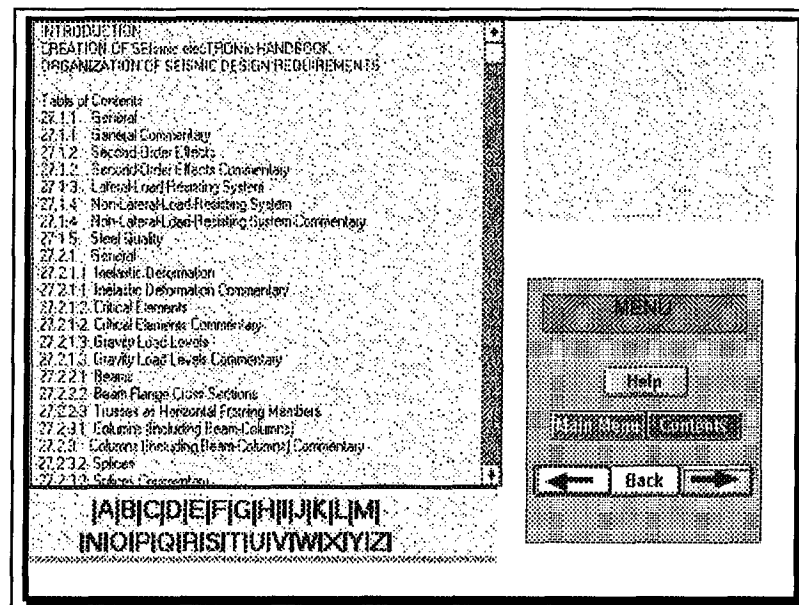 INTRODUCTION
CREATION OF SEismic elecTRONic HANDBOOK
ORGANIZATION OF SEISMIC DESIGN REQUIREMENTS
Table of Contents
27.1.1 General
27.1.1 General Commentary
27.1.2 Second-Order Effects
27.1.2 Second-Order Effects Commentary
27.1.3 Lateral-Load Resisting System
27.1.4 Non-Lateral-Load-Resisting System
27.1.4 Non-Lateral-Load-Resisting System Commentary
27.1.5 Steel Quality
27.2.1 General
27.2.1.1 Inelastic Deformation
27.2.1.1 Inelastic Deformation Commentary
27.2.1.2 Critical Elements
27.2.1.2 Critical Elements Commentary
27.2.1.3 Gravity Load Levels
27.2.1.3 Gravity Load Levels Commentary
27.2.2.1 Beams
27.2.2.2 Beam Flange Cross Sections
27.2.2.3 Trusses as Horizontal Framing Members
27.2.3.1 Columns (Including Beam-Columns)
27.2.3 Columns (Including Beam-Columns) Commentary
27.2.3.2 Splices
27.2.3.2 Splices Commentary
|A|B|C|D|E|F|G|H|I|J|K|L|M|
|N|O|P|Q|R|S|T|U|V|W|X|Y|Z|
MENU
Help
Main Menu Contents
Back